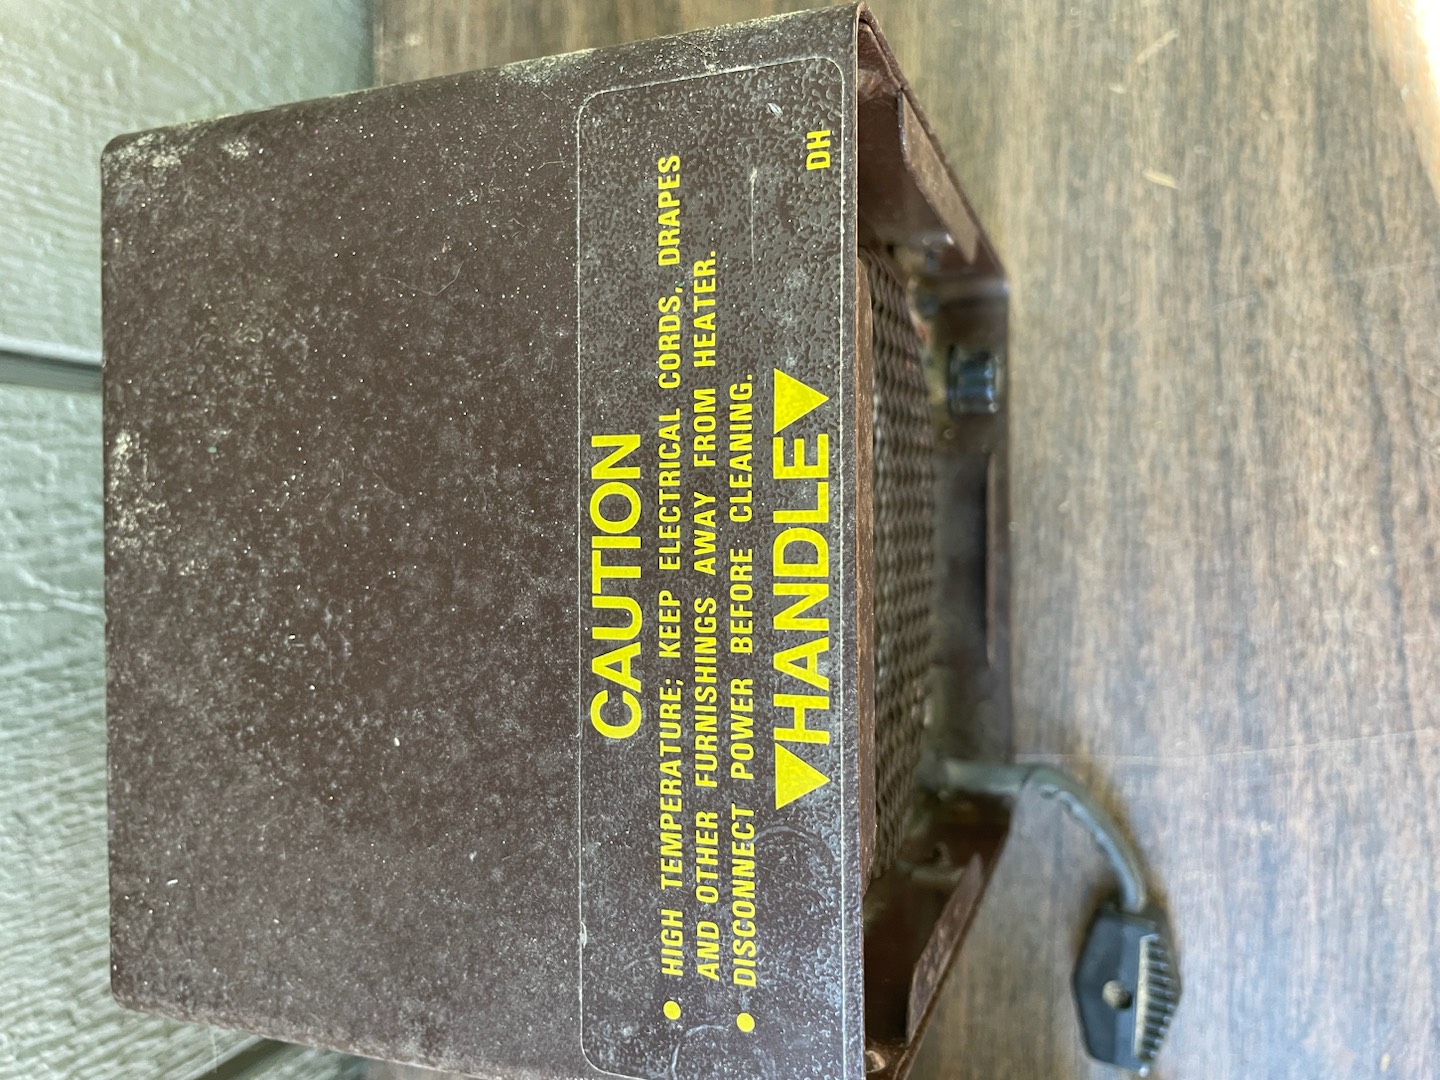 CAUTION
• HIGH TEMPERATURE; KEEP ELECTRICAL CORDS, DRAPES
AND OTHER FURNISHINGS AWAY FROM HEATER.
• DISCONNECT POWER BEFORE CLEANING.
▼HANDLE▼
DH